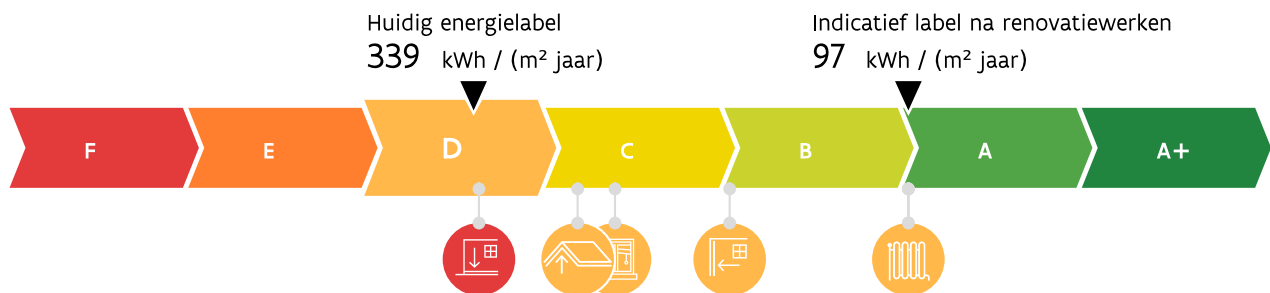 Huidig energielabel
339 kWh / (m² jaar)
Indicatief label na renovatiewerken
97 kWh / (m² jaar)
F E D C B A A+